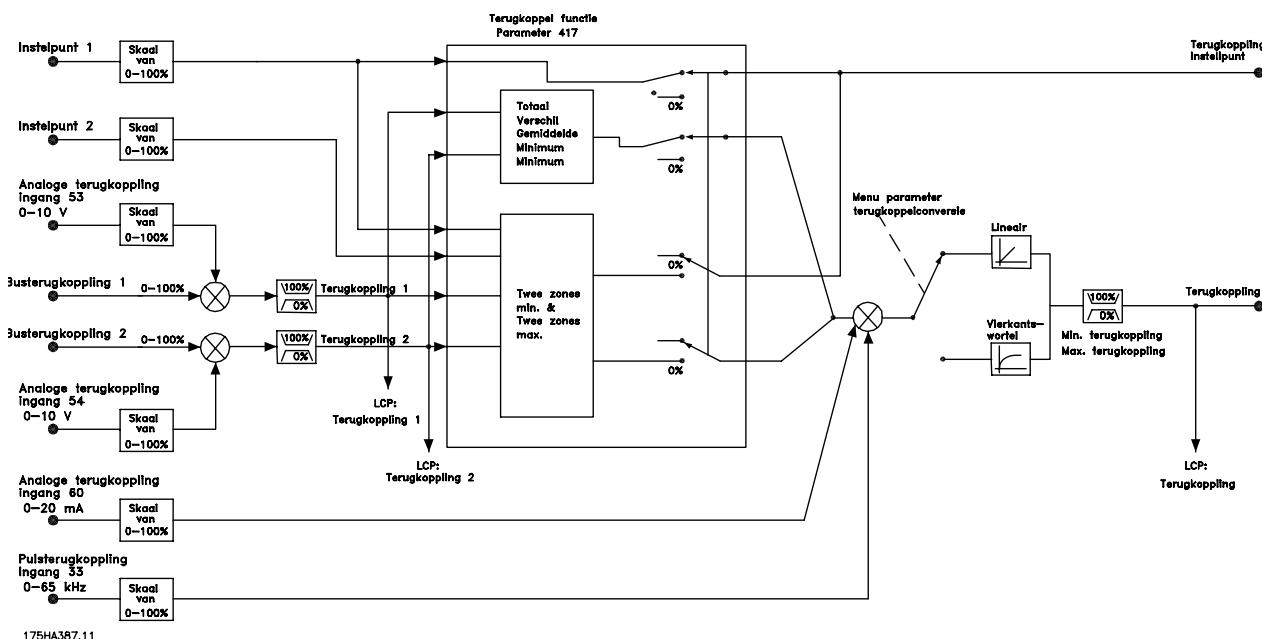 Terugkoppel functie
Parameter 417
Instelpunt 1
Skaal
van
0-100%
Terugkoppling
Instelpunt
0%
Totaal
Verschil
Gemiddelde
Minimum
Minimum
0%
Instelpunt 2
Skaal
van
0-100%
Analoge terugkoppling
ingang 53
0-10 V
Skaal
van
0-100%
Menu parameter
terugkoppelconversie
Lineair
0%
Busterugkoppling 1
0-100%
100%
0%
Terugkoppling 1
Twee zones
min. &
Twee zones
max.
100%
0%
Terugkoppling
Busterugkoppling 2
0-100%
100%
0%
Terugkoppling 2
Vierkants-
wortel
Min. terugkoppling
Max. terugkoppling
0%
Analoge terugkoppling
ingang 54
0-10 V
Skaal
van
0-100%
LCP:
Terugkoppling 1
LCP:
Terugkoppling 2
LCP:
Terugkoppling
Analoge terugkoppling
ingang 60
0-20 mA
Skaal
van
0-100%
Pulsterugkoppling
Ingang 33
0-65 kHz
Skaal
van
0-100%
175HA387.11